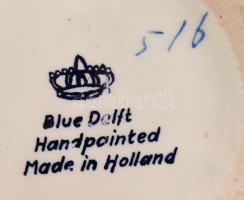 516
Blue Delft
Handpainted
Made in Holland